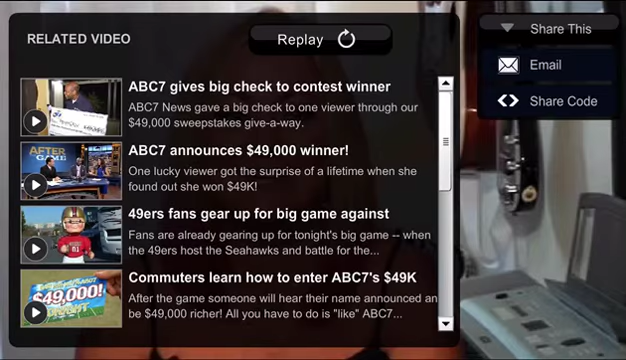 RELATED VIDEO
Replay
Share This
Email
Share Code
ABC7 gives big check to contest winner
ABC7 News gave a big check to one viewer through our
$49,000 sweepstakes give-a-way.
AFTER
GAME
ABC7 announces $49,000 winner!
One lucky viewer got the surprise of a lifetime when she
found out she won $49K!
49ers fans gear up for big game against
Fans are already gearing up for tonight's big game -- when
the 49ers host the Seahawks and battle for the...
$49,000!
Commuters learn how to enter ABC7's $49K
After the game someone will hear their name announced an
be $49,000 richer! All you have to do is "like" ABC7...